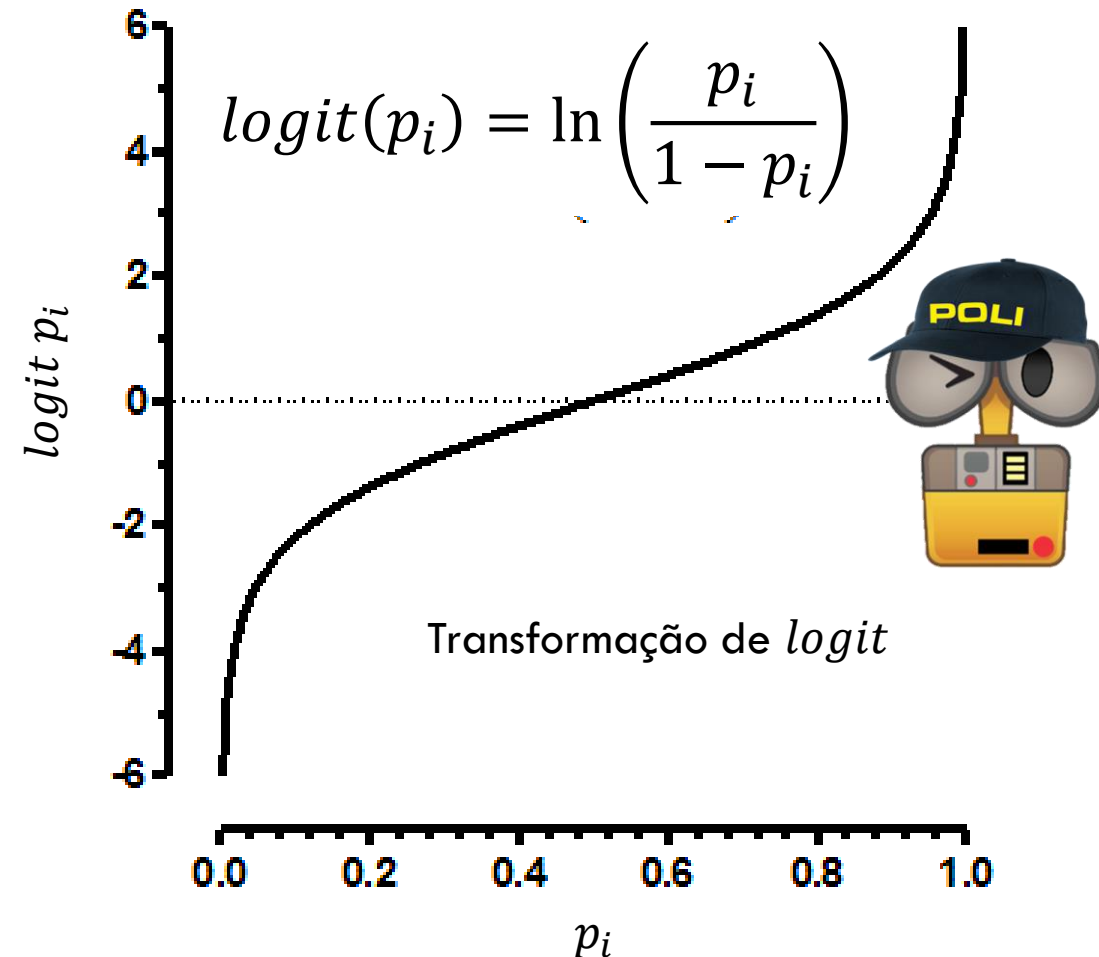 6
4
2
0
-2
-4
-6
logit p_i
logit(p_i) = ln(p_i / (1 − p_i))
POLI
Transformação de logit
0.0 0.2 0.4 0.6 0.8 1.0
p_i